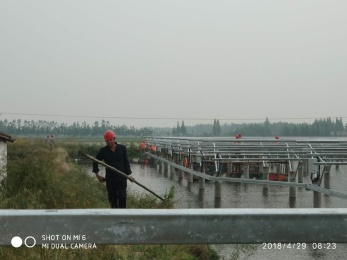 SHOT ON MI 6
MI DUAL CAMERA
2018/4/29 08:23